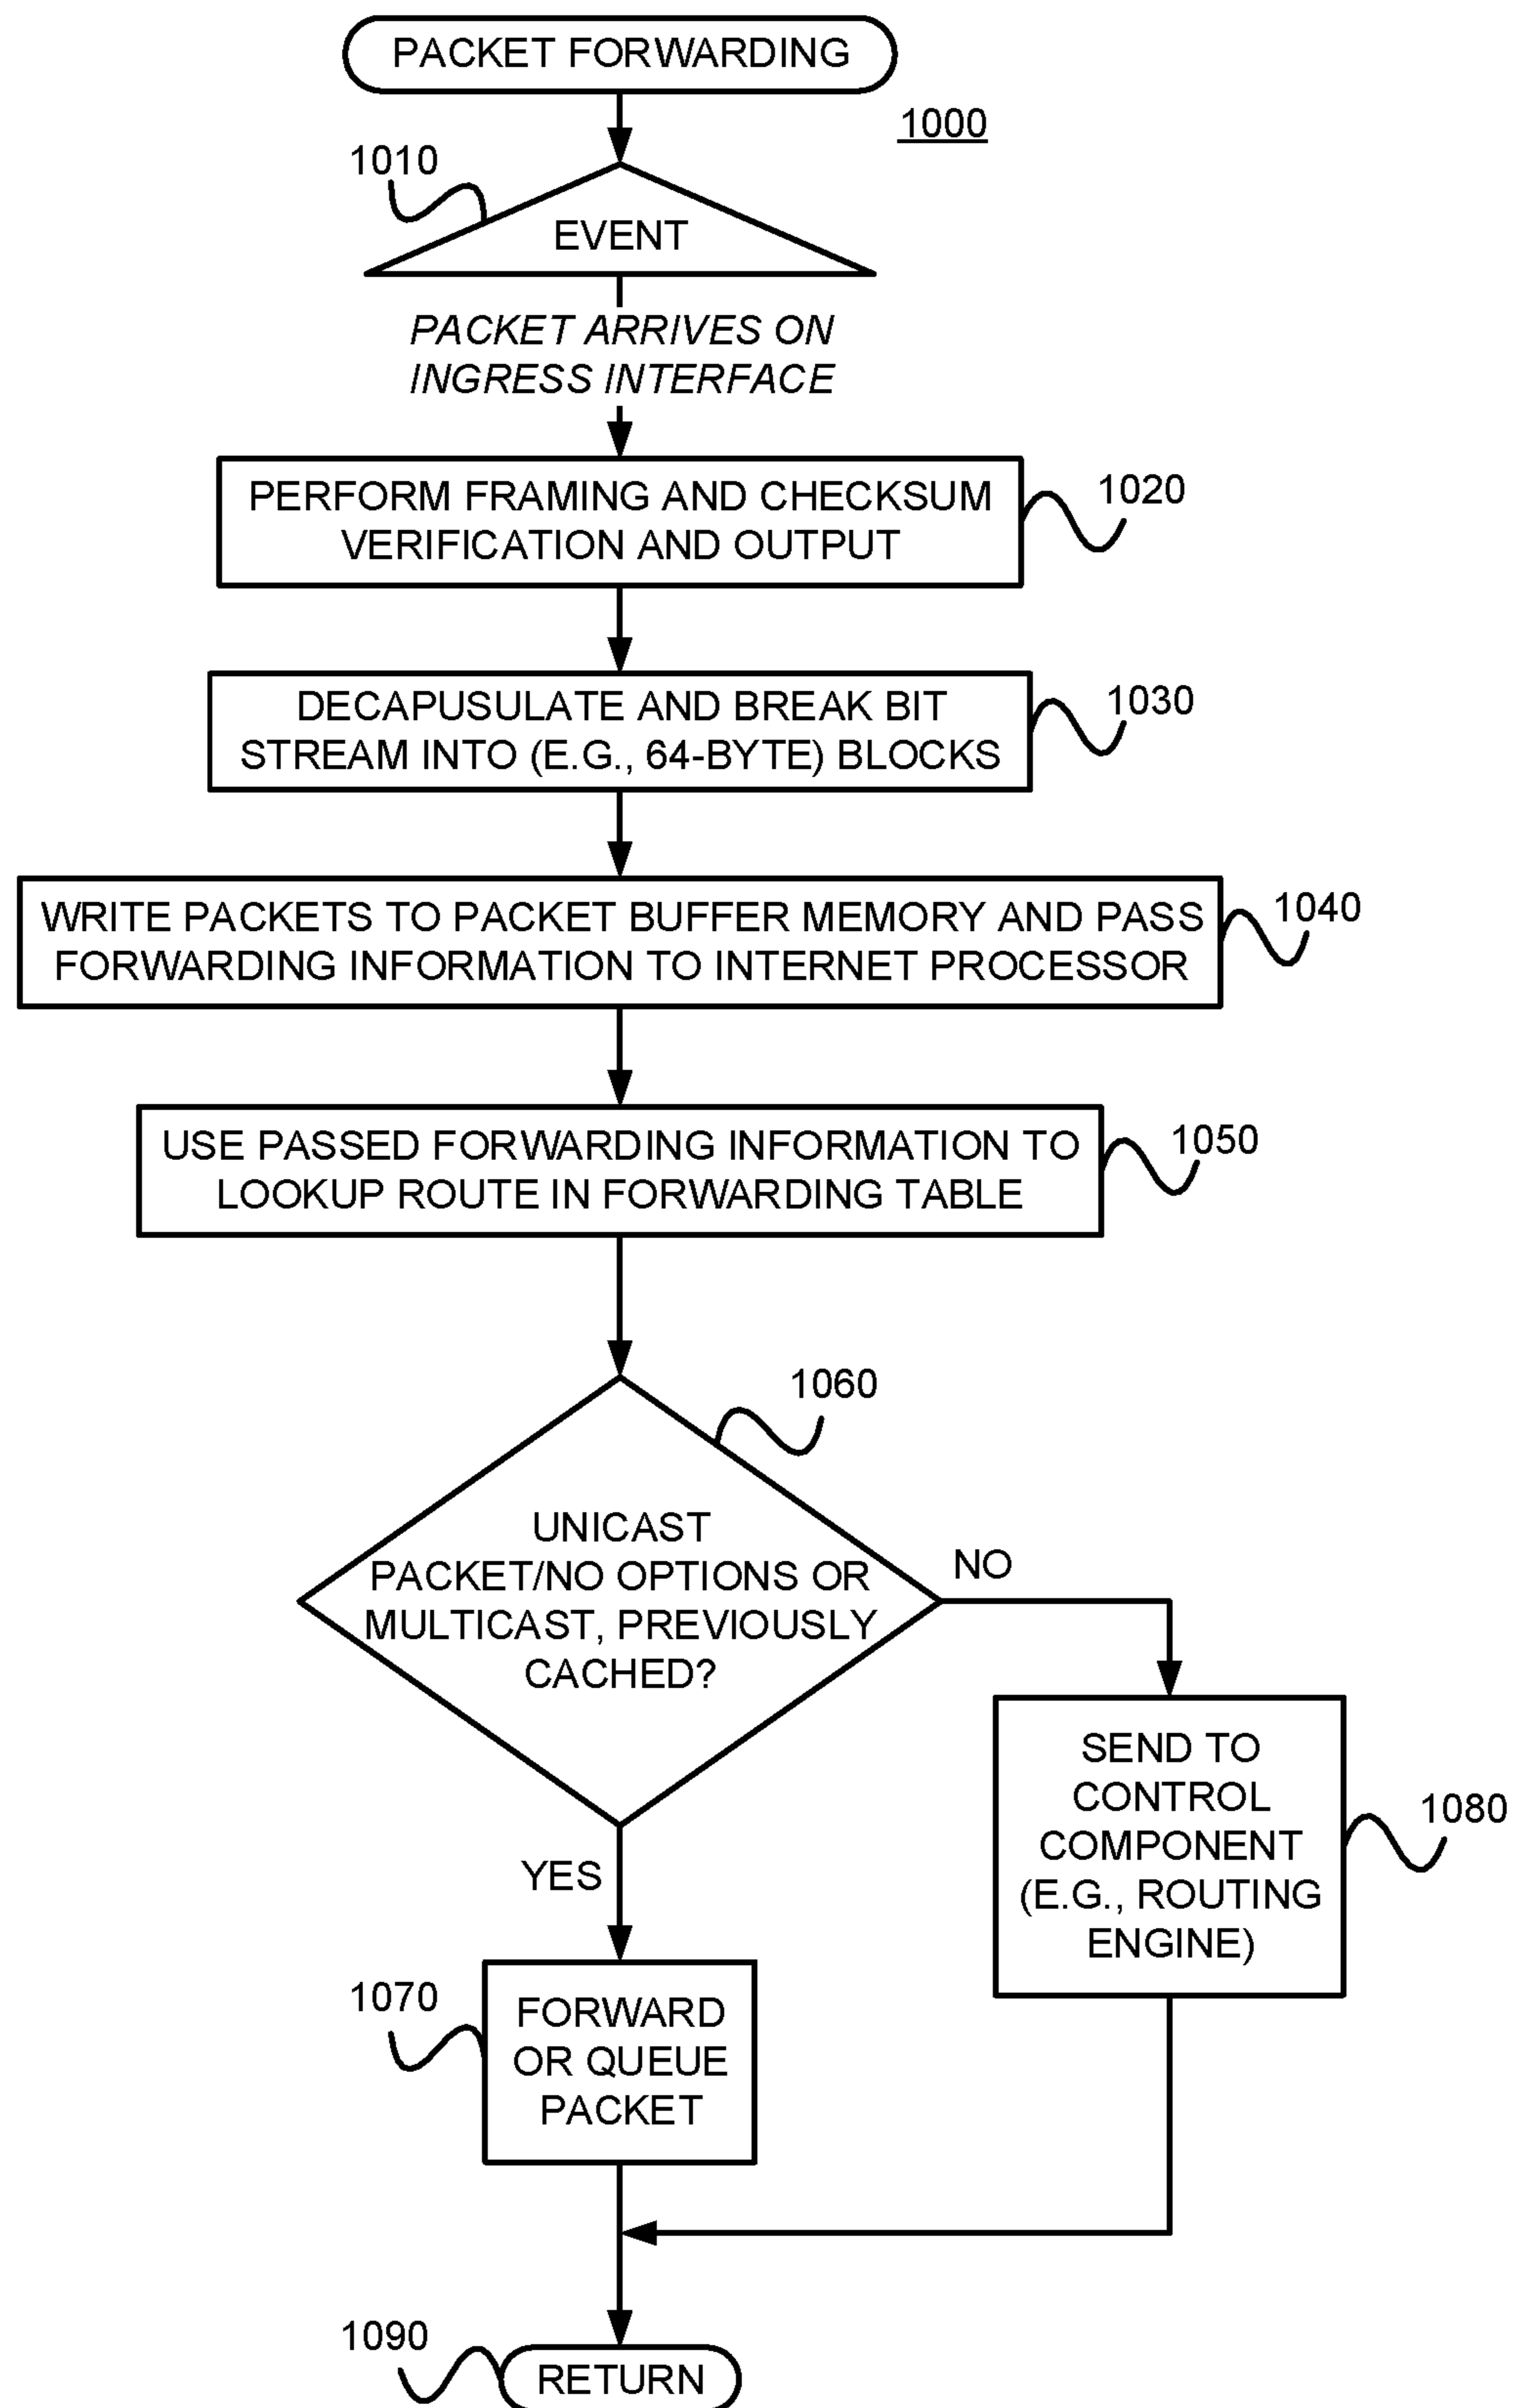 PACKET FORWARDING
1000
1010
EVENT
PACKET ARRIVES ON
INGRESS INTERFACE
PERFORM FRAMING AND CHECKSUM
VERIFICATION AND OUTPUT
1020
DECAPUSULATE AND BREAK BIT
STREAM INTO (E.G., 64-BYTE) BLOCKS
1030
WRITE PACKETS TO PACKET BUFFER MEMORY AND PASS
FORWARDING INFORMATION TO INTERNET PROCESSOR
1040
USE PASSED FORWARDING INFORMATION TO
LOOKUP ROUTE IN FORWARDING TABLE
1050
1060
UNICAST
PACKET/NO OPTIONS OR
MULTICAST, PREVIOUSLY
CACHED?
NO
YES
SEND TO
CONTROL
COMPONENT
(E.G., ROUTING
ENGINE)
1080
1070
FORWARD
OR QUEUE
PACKET
1090
RETURN